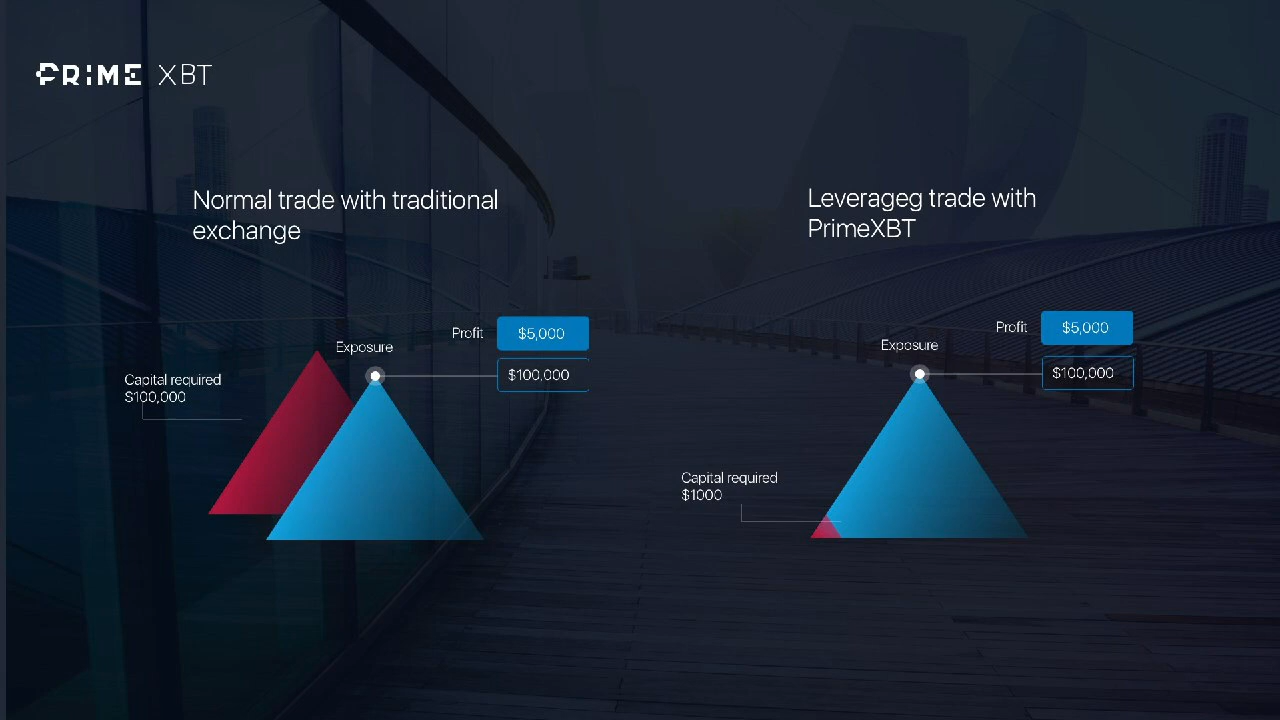 PRIME XBT
Normal trade with traditional
exchange
Profit
$5,000
Exposure
$100,000
Capital required
$100,000
Leverageg trade with
PrimeXBT
Profit
$5,000
Exposure
$100,000
Capital required
$1000